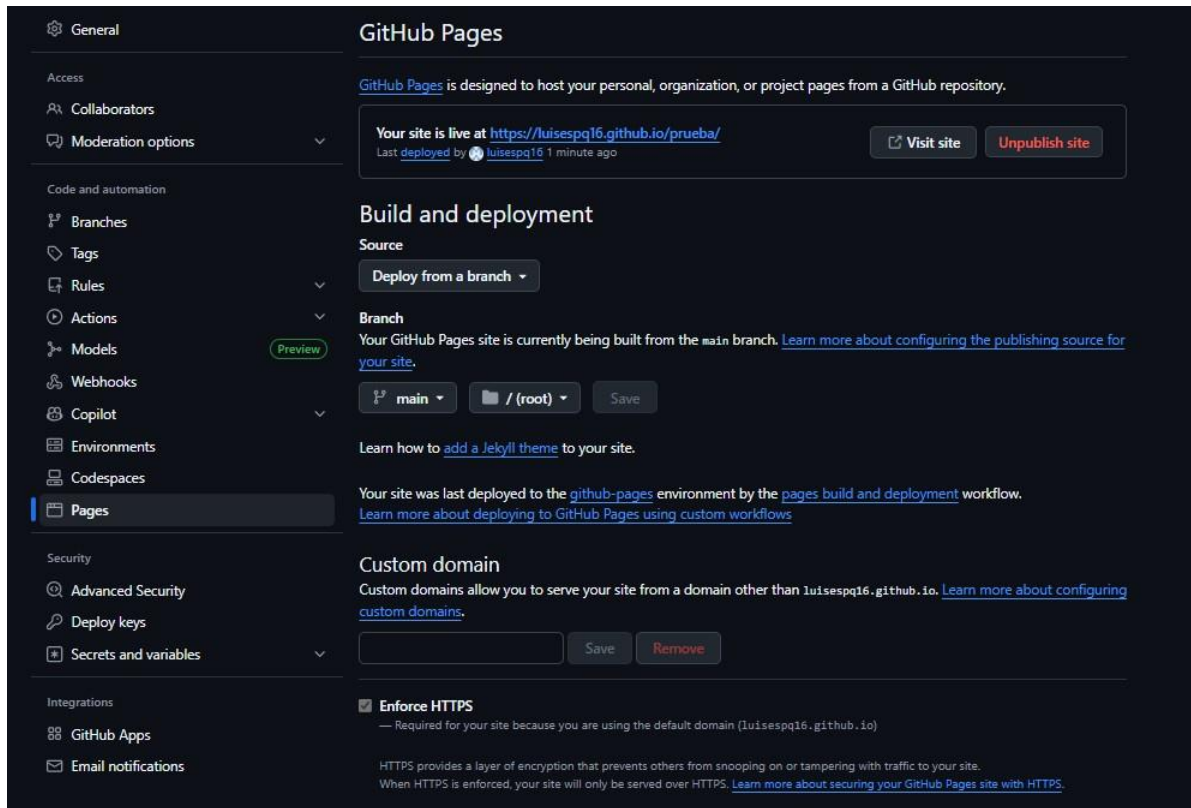 General
Access
Collaborators
Moderation options
Code and automation
Branches
Tags
Rules
Actions
Models
Preview
Webhooks
Copilot
Environments
Codespaces
Pages
Security
Advanced Security
Deploy keys
Secrets and variables
Integrations
GitHub Apps
Email notifications
GitHub Pages
GitHub Pages is designed to host your personal, organization, or project pages from a GitHub repository.
Your site is live at https://luisespq16.github.io/prueba/
Last deployed by luisespq16 1 minute ago
Visit site
Unpublish site
Build and deployment
Source
Deploy from a branch
Branch
Your GitHub Pages site is currently being built from the main branch. Learn more about configuring the publishing source for
your site.
main
/ (root)
Save
Learn how to add a Jekyll theme to your site.
Your site was last deployed to the github-pages environment by the pages build and deployment workflow.
Learn more about deploying to GitHub Pages using custom workflows
Custom domain
Custom domains allow you to serve your site from a domain other than luisespq16.github.io. Learn more about configuring
custom domains.
Save
Remove
Enforce HTTPS
— Required for your site because you are using the default domain (luisespq16.github.io)
HTTPS provides a layer of encryption that prevents others from snooping on or tampering with traffic to your site.
When HTTPS is enforced, your site will only be served over HTTPS. Learn more about securing your GitHub Pages site with HTTPS.